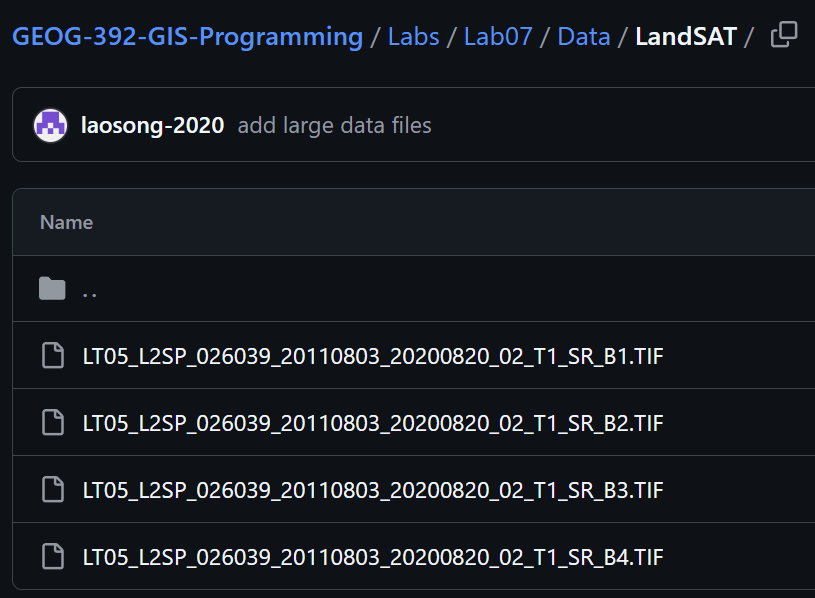 GEOG-392-GIS-Programming / Labs / Lab07 / Data / LandSAT /
laosong-2020 add large data files
Name
..
LT05_L2SP_026039_20110803_20200820_02_T1_SR_B1.TIF
LT05_L2SP_026039_20110803_20200820_02_T1_SR_B2.TIF
LT05_L2SP_026039_20110803_20200820_02_T1_SR_B3.TIF
LT05_L2SP_026039_20110803_20200820_02_T1_SR_B4.TIF